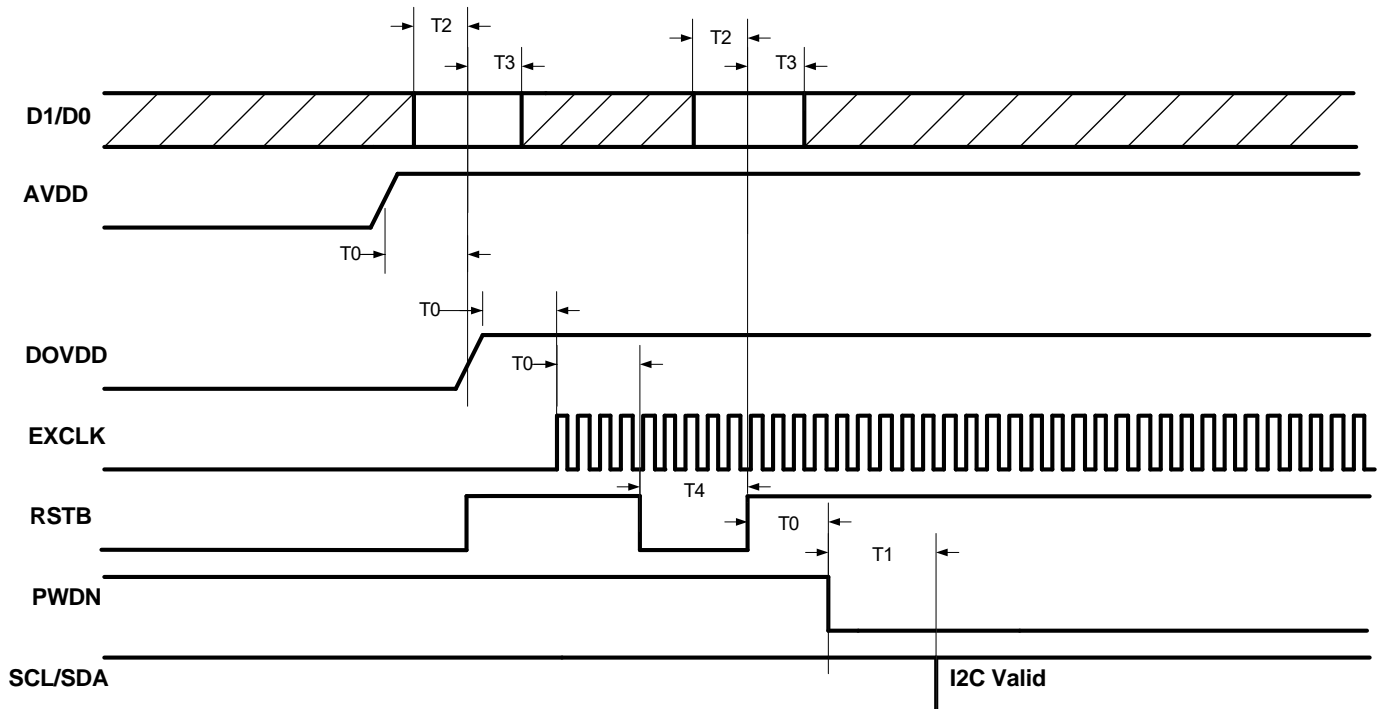 T2
T2
T3
T3
D1/D0
AVDD
T0
T0
DOVDD
T0
EXCLK
T4
RSTB
T0
T1
PWDN
SCL/SDA
I2C Valid